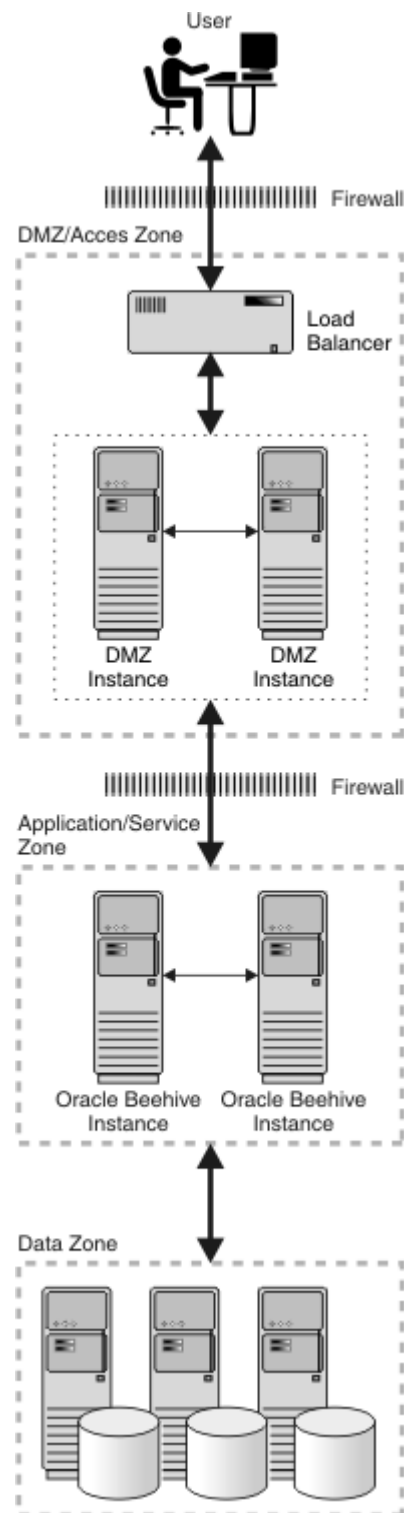 User
Firewall
DMZ/Acces Zone
Load
Balancer
DMZ
Instance
DMZ
Instance
Firewall
Application/Service
Zone
Oracle Beehive
Instance
Oracle Beehive
Instance
Data Zone